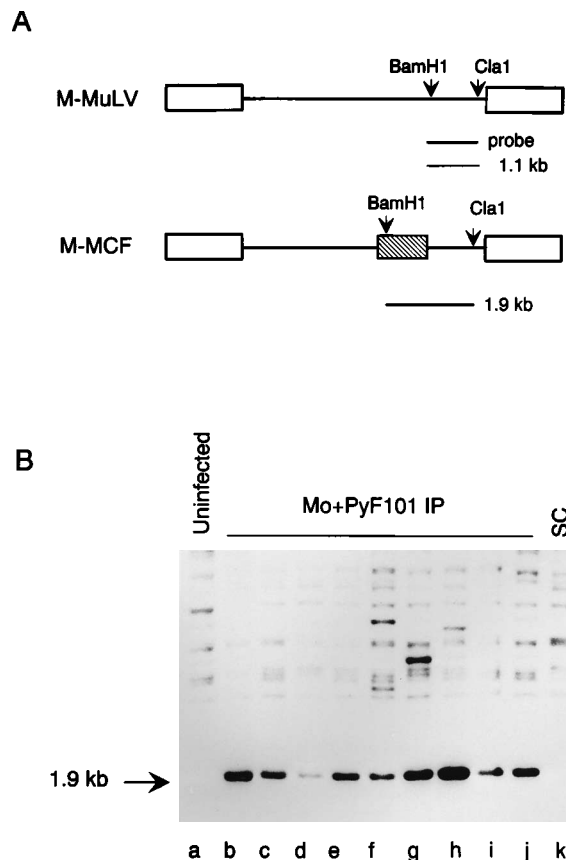 A
BamH1 Cla1
M-MuLV
probe
1.1 kb
BamH1 Cla1
M-MCF
1.9 kb
B
Uninfected
Mo+PyF101 IP
SC
1.9 kb
a b c d e f g h i j k